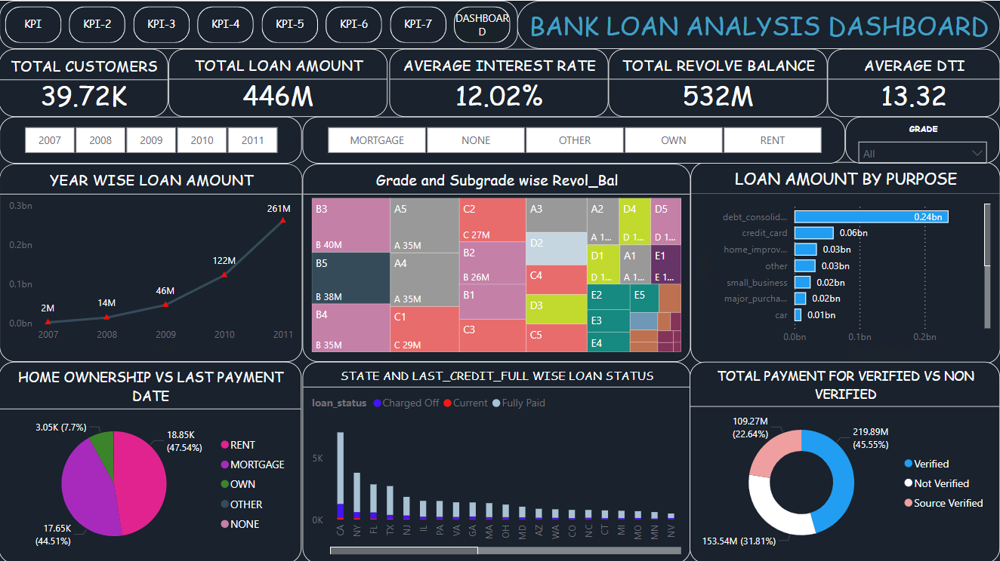 KPI
KPI-2
KPI-3
KPI-4
KPI-5
KPI-6
KPI-7
DASHBOAR
D
BANK LOAN ANALYSIS DASHBOARD
TOTAL CUSTOMERS
39.72K
TOTAL LOAN AMOUNT
446M
AVERAGE INTEREST RATE
12.02%
TOTAL REVOLVE BALANCE
532M
AVERAGE DTI
13.32
2007
2008
2009
2010
2011
MORTGAGE
NONE
OTHER
OWN
RENT
GRADE
All
YEAR WISE LOAN AMOUNT
0.3bn
0.2bn
0.1bn
0.0bn
2M
14M
46M
122M
261M
2007
2008
2009
2010
2011
Grade and Subgrade wise Revol_Bal
B3
B 40M
B5
B 38M
B4
B 35M
A5
A 35M
A4
A 35M
C1
C 29M
C2
C 27M
B2
B 26M
B1
C3
A3
D2
C4
D3
C5
A2
A 1...
D4
D 1...
D5
D 1...
D1
D 1...
A1
A 1...
E1
E 1...
E2
E5
E3
E4
LOAN AMOUNT BY PURPOSE
debt_consolid...
0.24bn
credit_card
0.06bn
home_improv...
0.03bn
other
0.03bn
small_business
0.02bn
major_purcha...
0.02bn
car
0.01bn
0.0bn
0.1bn
0.2bn
HOME OWNERSHIP VS LAST PAYMENT
DATE
3.05K (7.7%)
18.85K
(47.54%)
17.65K
(44.51%)
RENT
MORTGAGE
OWN
OTHER
NONE
STATE AND LAST_CREDIT_FULL WISE LOAN STATUS
loan_status
Charged Off
Current
Fully Paid
5K
0K
CA
NY
FL
TX
NJ
IL
PA
VA
GA
MA
OH
MD
AZ
WA
CO
NC
CT
MI
MO
MN
NV
TOTAL PAYMENT FOR VERIFIED VS NON
VERIFIED
109.27M
(22.64%)
219.89M
(45.55%)
153.54M (31.81%)
Verified
Not Verified
Source Verified